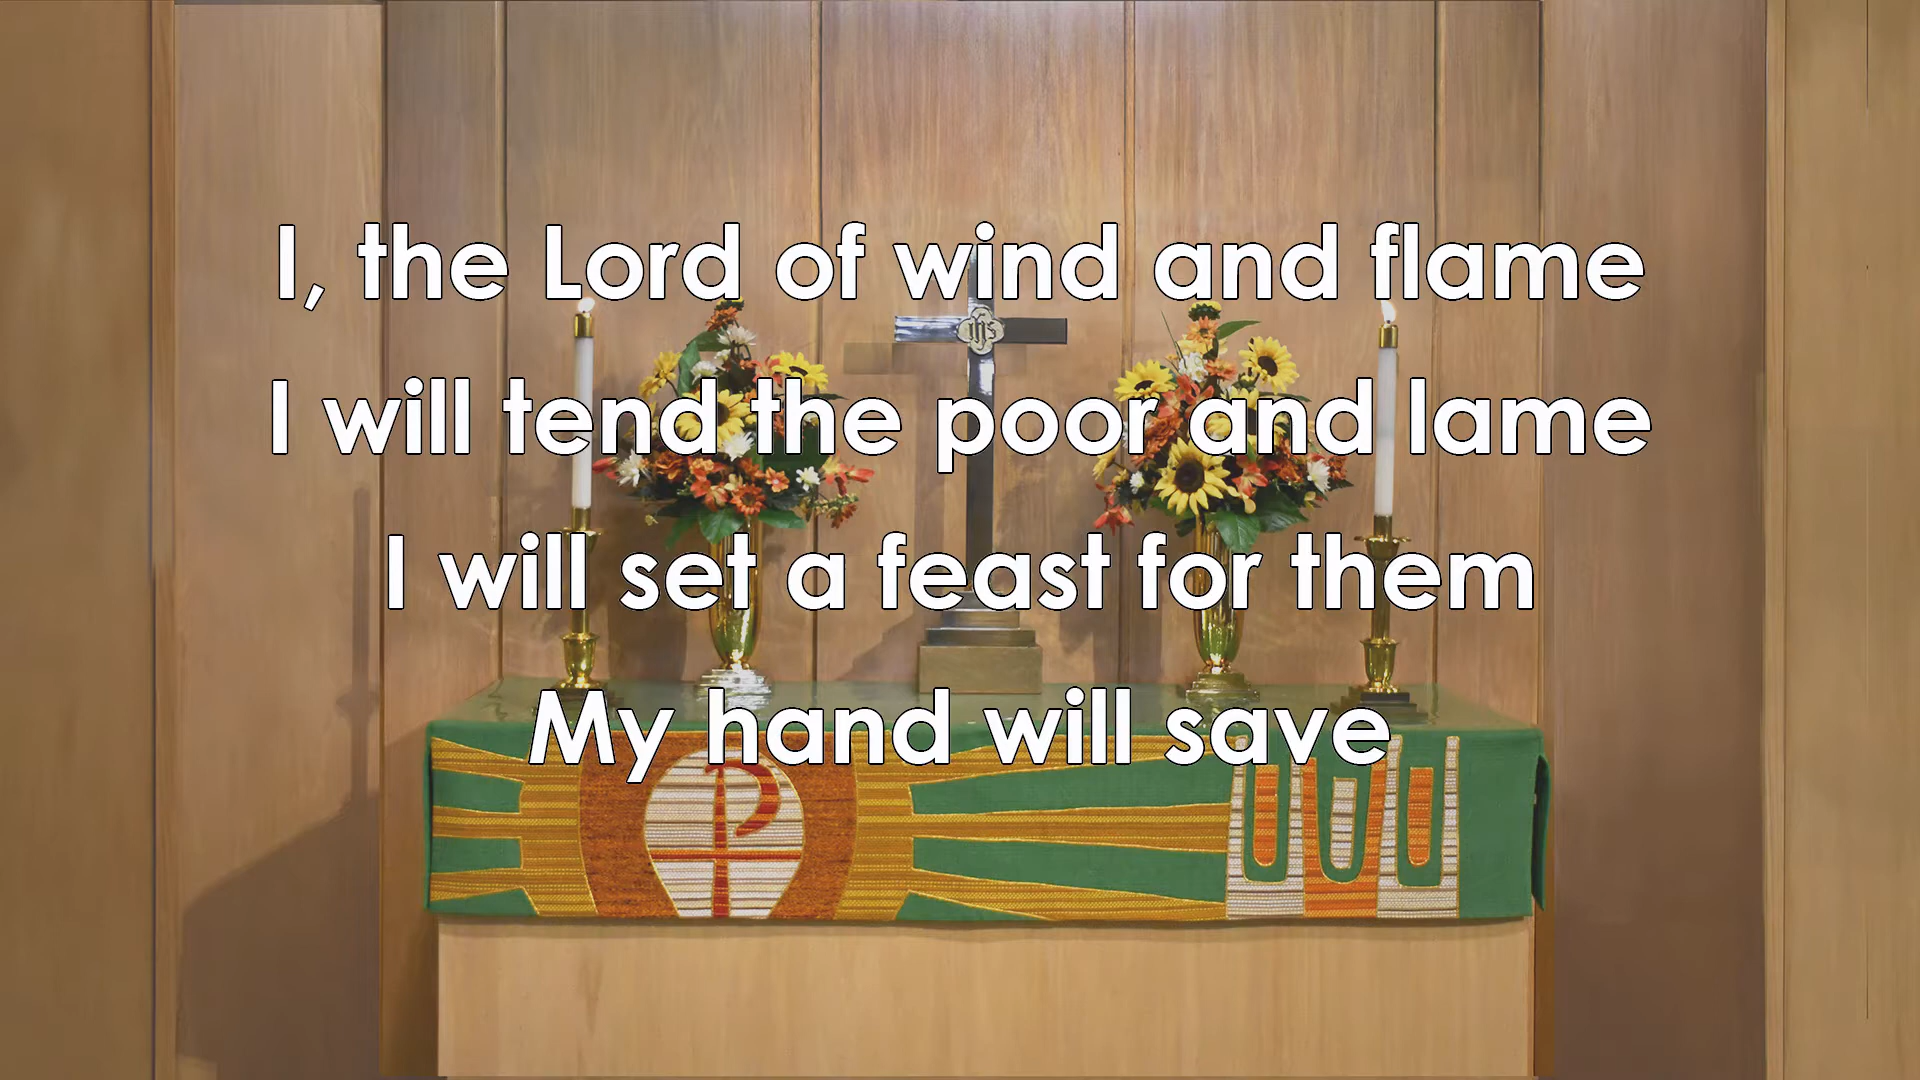 I, the Lord of wind and flame
I will tend the poor and lame
I will set a feast for them
My hand will save